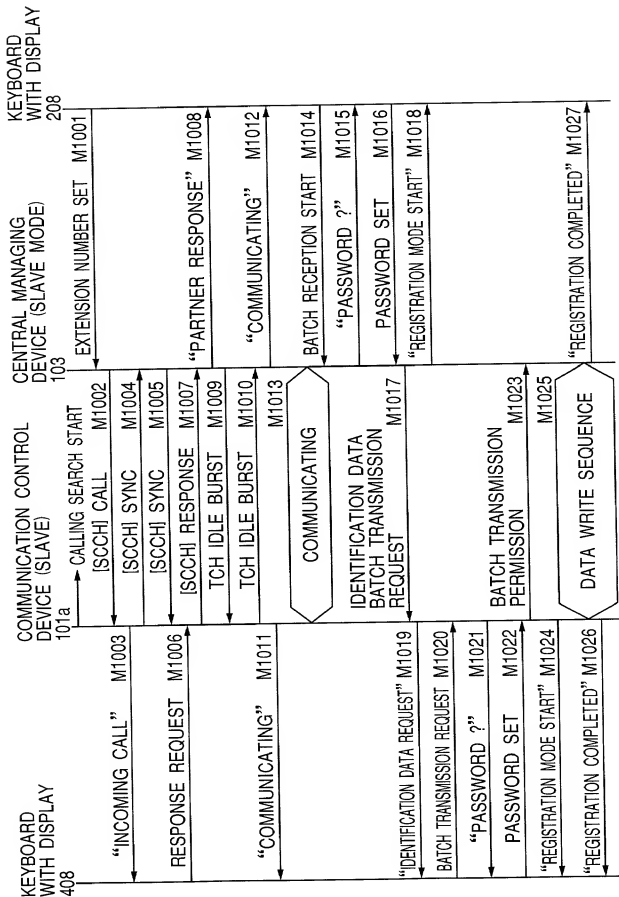 KEYBOARD
WITH DISPLAY
408
COMMUNICATION CONTROL
DEVICE (SLAVE)
101a
CENTRAL MANAGING
DEVICE (SLAVE MODE)
103
KEYBOARD
WITH DISPLAY
208
CALLING SEARCH START
EXTENSION NUMBER SET M1001
[SCCH] CALL M1002
"INCOMING CALL" M1003
[SCCH] SYNC M1004
[SCCH] SYNC M1005
RESPONSE REQUEST M1006
[SCCH] RESPONSE M1007
"PARTNER RESPONSE" M1008
TCH IDLE BURST M1009
TCH IDLE BURST M1010
"COMMUNICATING" M1011
"COMMUNICATING" M1012
M1013
COMMUNICATING
BATCH RECEPTION START M1014
"PASSWORD ?" M1015
PASSWORD SET M1016
IDENTIFICATION DATA
BATCH TRANSMISSION
REQUEST M1017
"REGISTRATION MODE START" M1018
"IDENTIFICATION DATA REQUEST" M1019
BATCH TRANSMISSION REQUEST M1020
"PASSWORD ?" M1021
PASSWORD SET M1022
BATCH TRANSMISSION
PERMISSION M1023
"REGISTRATION MODE START" M1024
M1025
DATA WRITE SEQUENCE
"REGISTRATION COMPLETED" M1026
"REGISTRATION COMPLETED" M1027